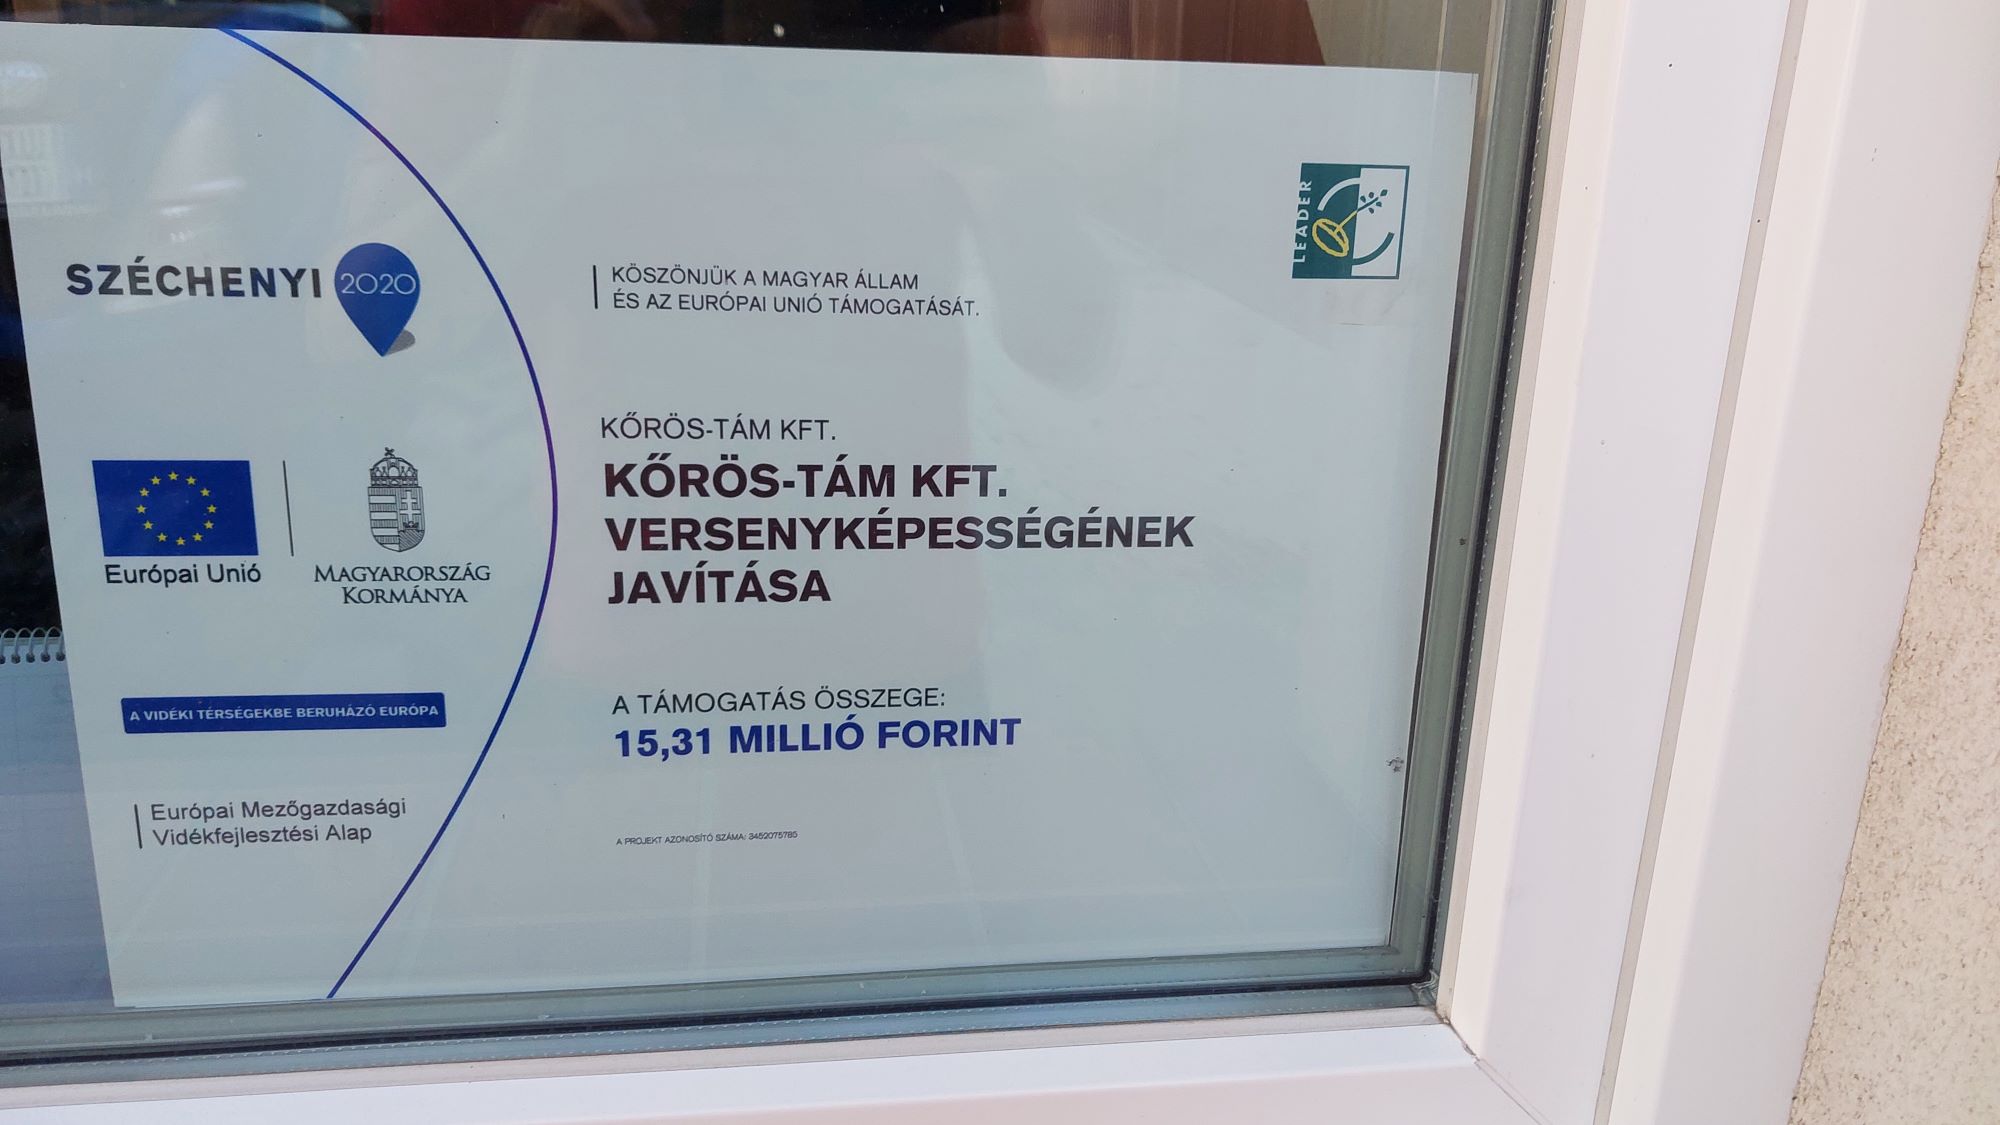 SZÉCHENYI 2020
Európai Unió
MAGYARORSZÁG
KORMÁNYA
A VIDÉKI TÉRSÉGEKBE BERUHÁZÓ EURÓPA
Európai Mezőgazdasági
Vidékfejlesztési Alap
KÖSZÖNJÜK A MAGYAR ÁLLAM
ÉS AZ EURÓPAI UNIÓ TÁMOGATÁSÁT.
LEADER
KŐRÖS-TÁM KFT.
KŐRÖS-TÁM KFT.
VERSENYKÉPESSÉGÉNEK
JAVÍTÁSA
A TÁMOGATÁS ÖSSZEGE:
15,31 MILLIÓ FORINT
A PROJEKT AZONOSÍTÓ SZÁMA: 3452075785